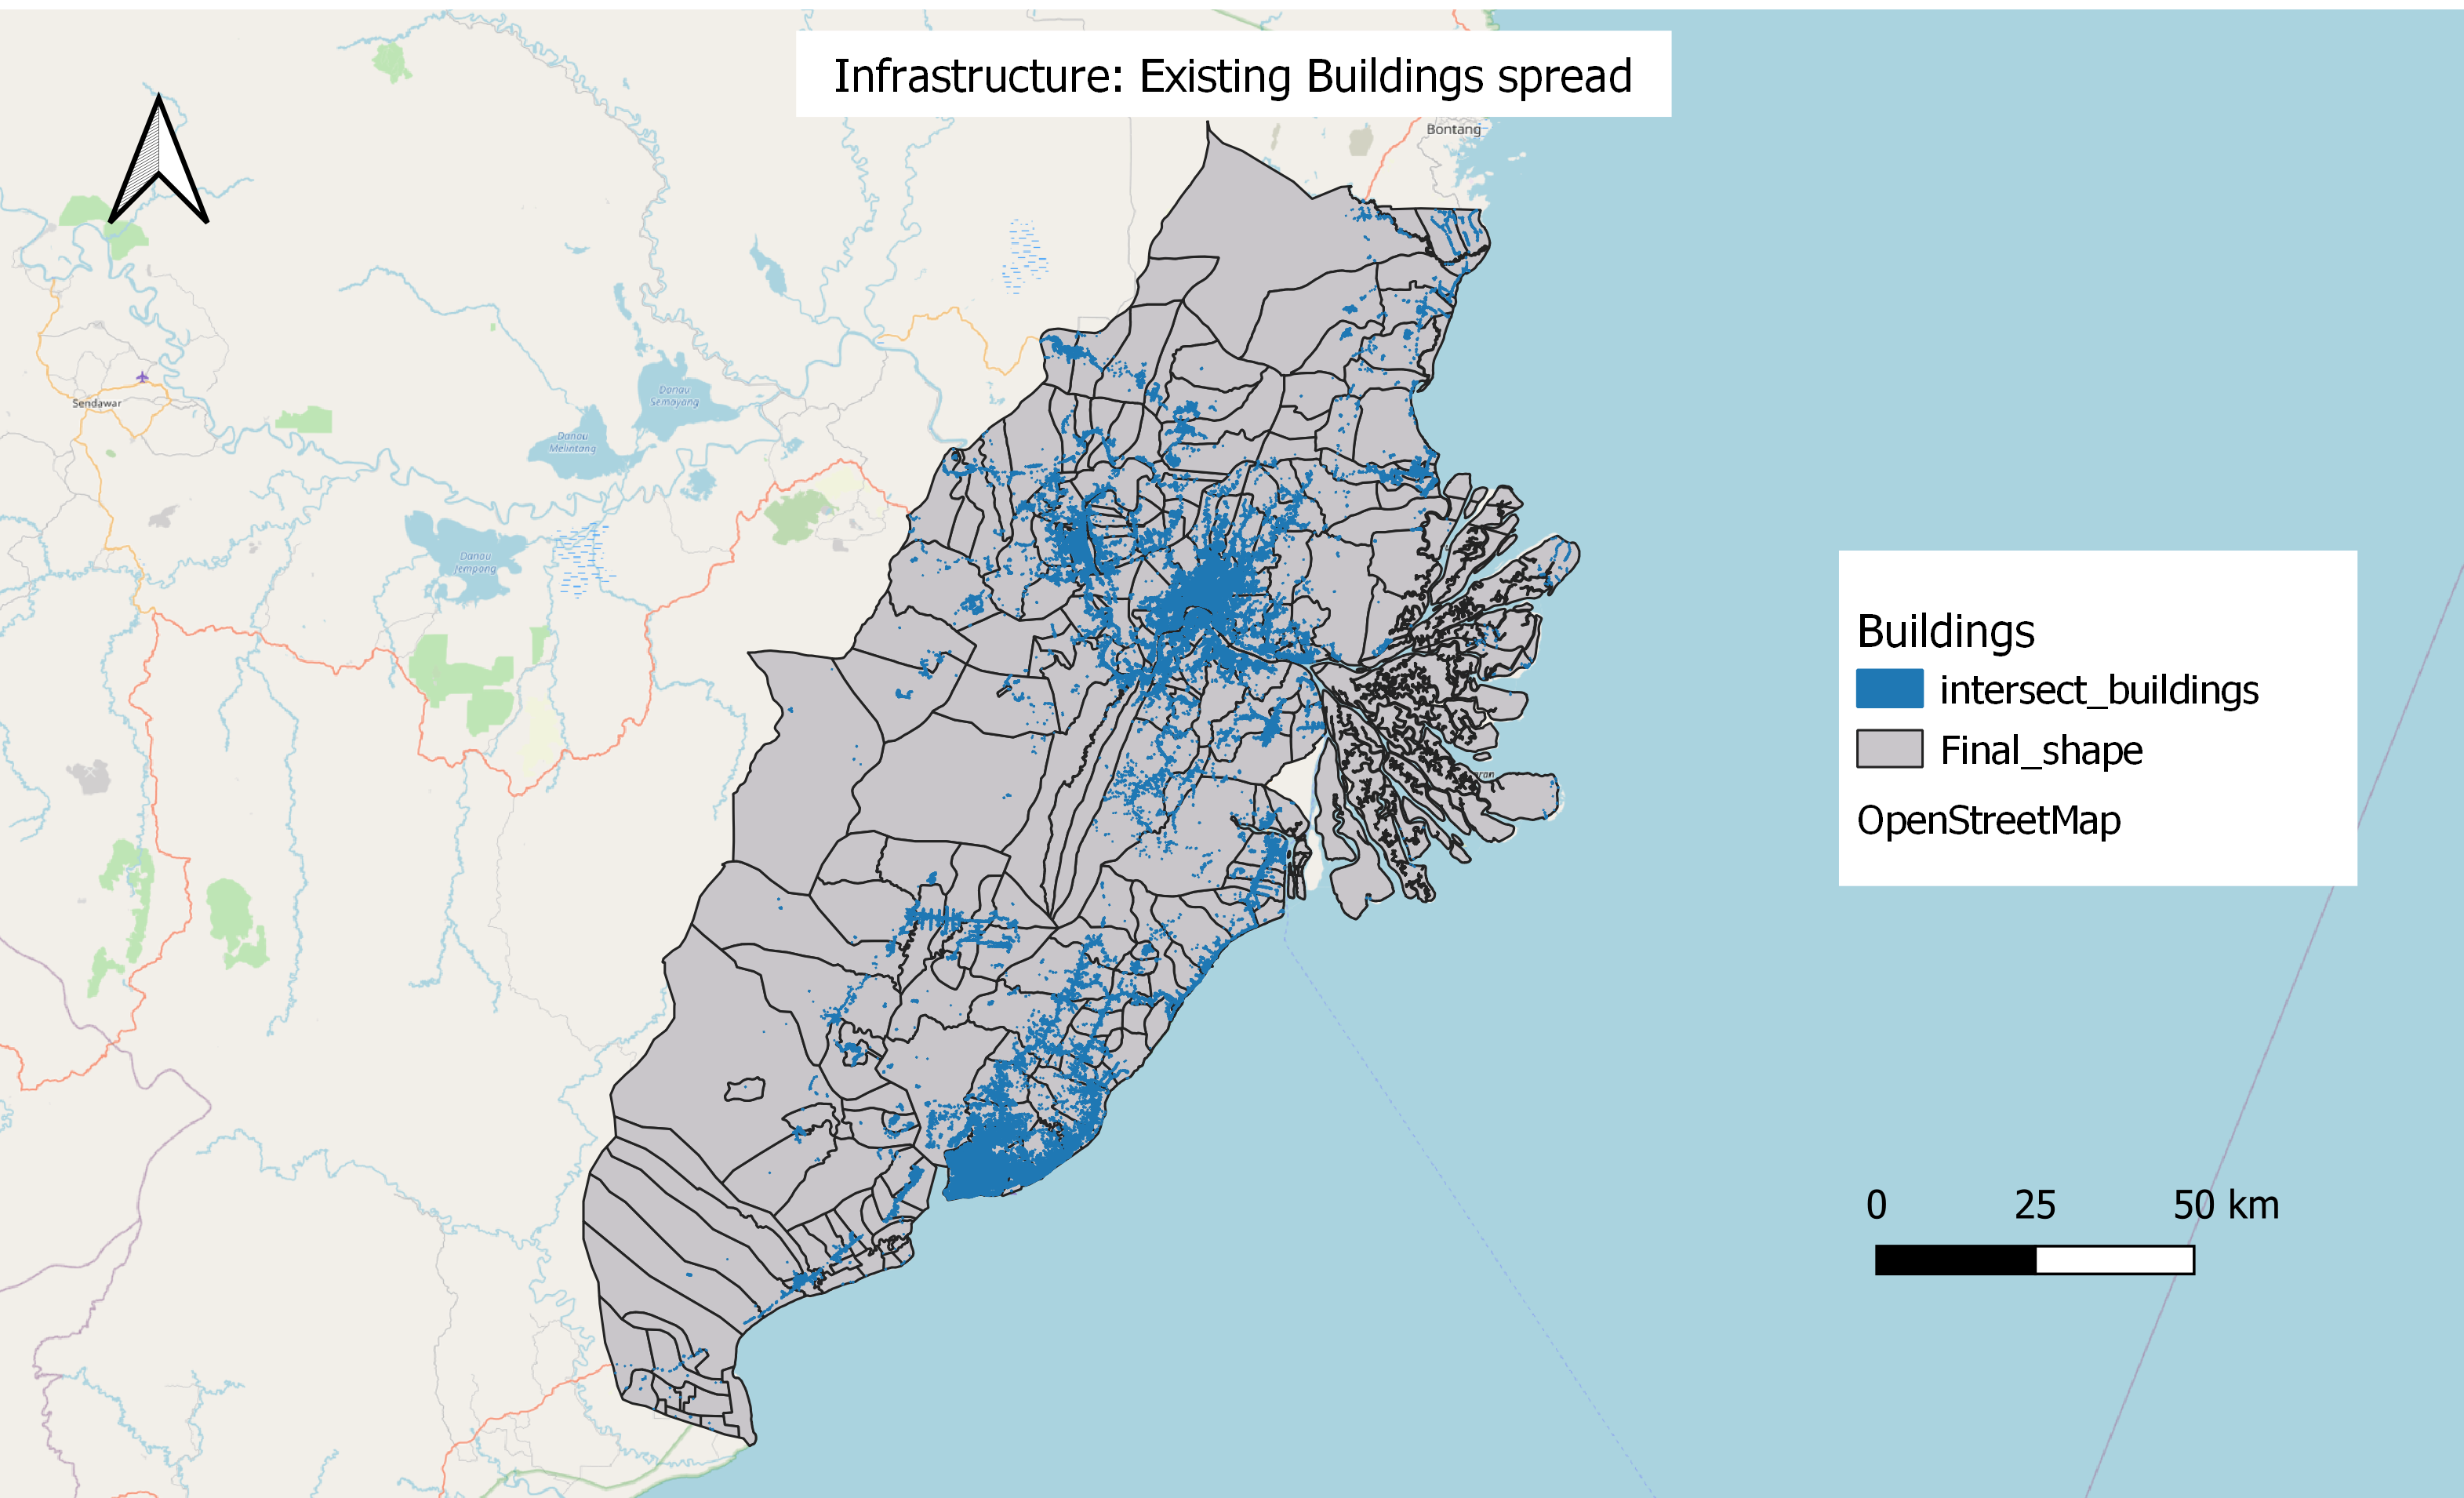 Infrastructure: Existing Buildings spread
Bontang
Sendawar
Danau
Semayang
Danau
Melintang
Danau
Jempang
Buildings
intersect_buildings
Final_shape
OpenStreetMap
0 25 50 km